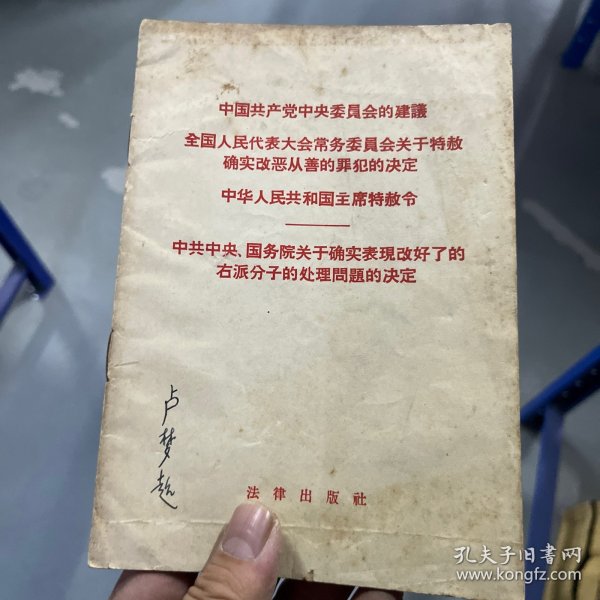 中国共产党中央委員会的建議
全国人民代表大会常务委員会关于特赦
确实改恶从善的罪犯的决定
中华人民共和国主席特赦令
中共中央、国务院关于确实表現改好了的
右派分子的处理問題的决定
卢梦赵
法律出版社
孔夫子旧書网
www.kongfz.com